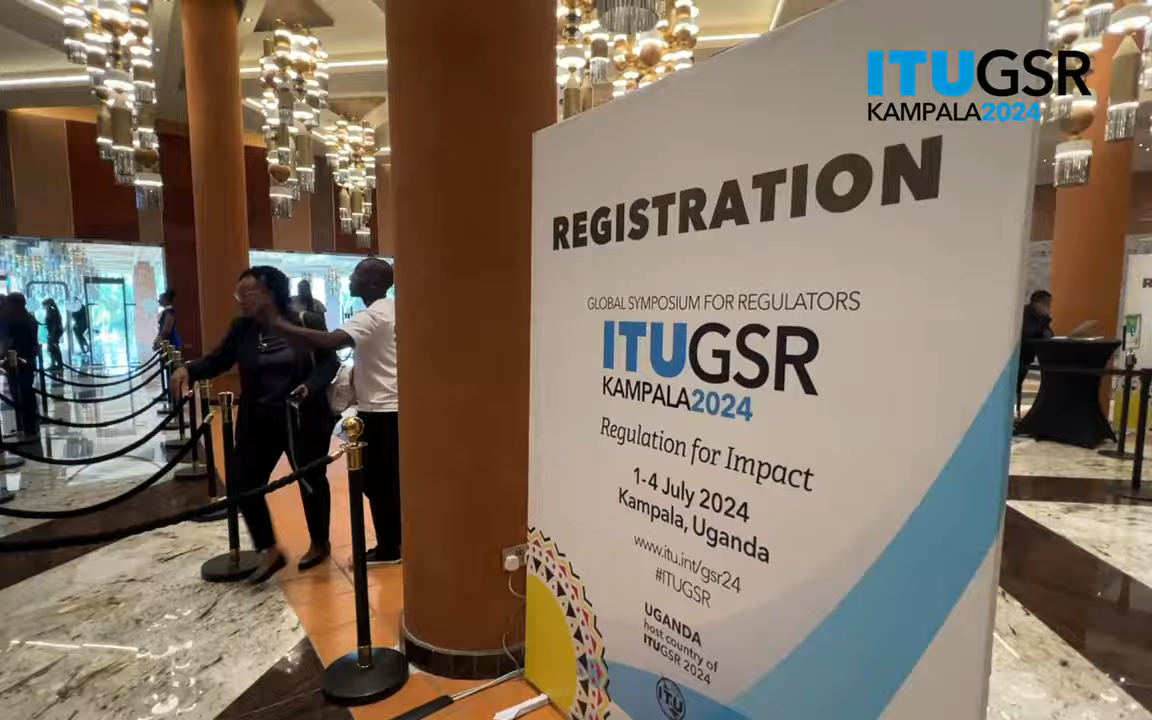 ITUGSR
KAMPALA2024
REGISTRATION
GLOBAL SYMPOSIUM FOR REGULATORS
ITUGSR
KAMPALA2024
Regulation for Impact
1-4 July 2024
Kampala, Uganda
www.itu.int/gsr24
#ITUGSR
UGANDA
host country of
ITUGSR 2024
ITU
R